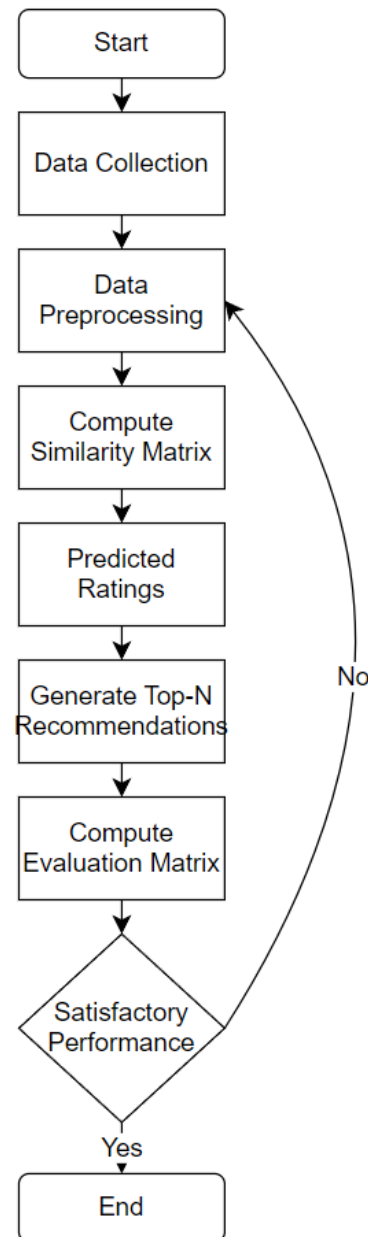 Start
Data Collection
Data
Preprocessing
Compute
Similarity Matrix
Predicted
Ratings
No
Generate Top-N
Recommendations
Compute
Evaluation Matrix
Satisfactory
Performance
Yes
End